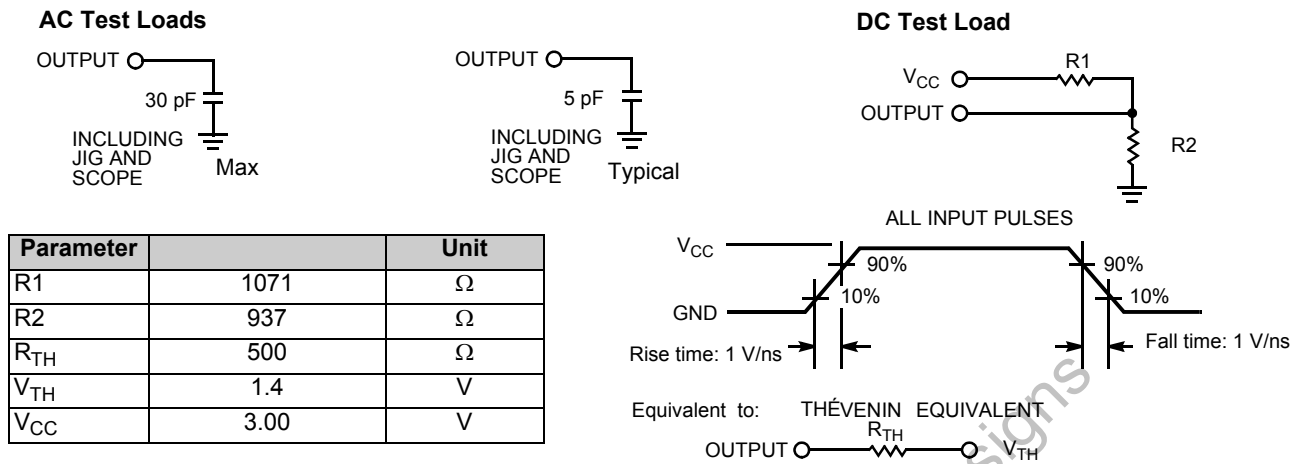 AC Test Loads
OUTPUT
30 pF
INCLUDING
JIG AND
SCOPE
Max
OUTPUT
5 pF
INCLUDING
JIG AND
SCOPE
Typical
DC Test Load
VCC
R1
OUTPUT
R2
Parameter Unit
R1 1071 Ω
R2 937 Ω
RTH 500 Ω
VTH 1.4 V
VCC 3.00 V
ALL INPUT PULSES
VCC
90%
90%
10%
10%
GND
Rise time: 1 V/ns
Fall time: 1 V/ns
Equivalent to: THÉVENIN EQUIVALENT
RTH
OUTPUT VTH